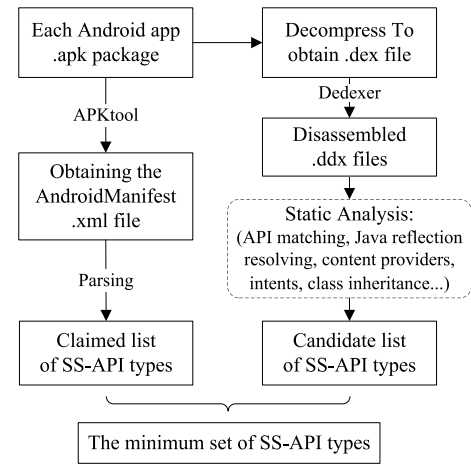 Each Android app
.apk package
Decompress To
obtain .dex file
APKtool
Dedexer
Obtaining the
AndroidManifest
.xml file
Disassembled
.ddx files
Static Analysis:
(API matching, Java reflection
resolving, content providers,
intents, class inheritance...)
Parsing
Claimed list
of SS-API types
Candidate list
of SS-API types
The minimum set of SS-API types